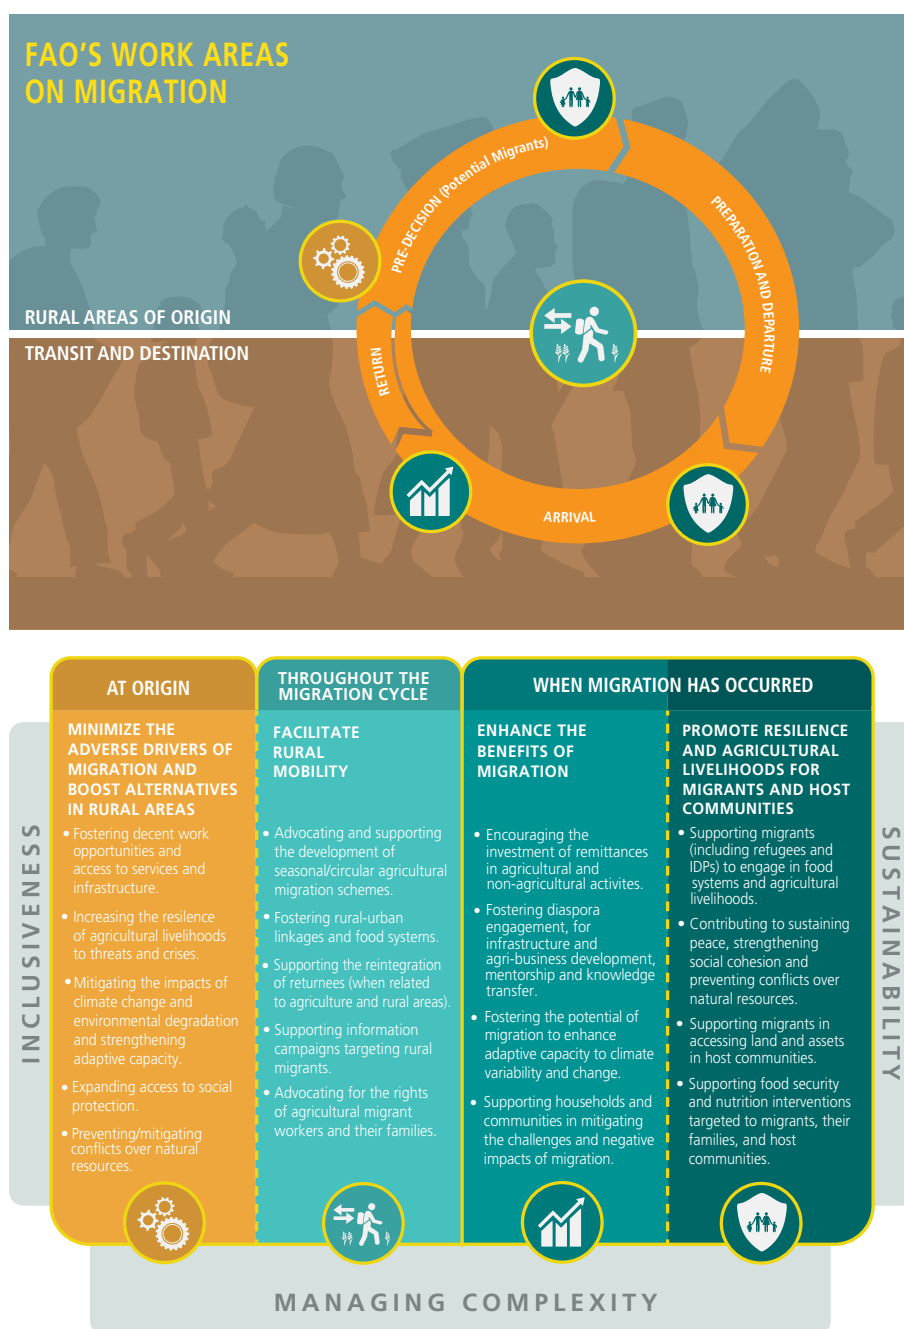 FAO'S WORK AREAS
ON MIGRATION
PRE-DECISION (Potential Migrants)
PREPARATION AND DEPARTURE
RURAL AREAS OF ORIGIN
TRANSIT AND DESTINATION
RETURN
ARRIVAL
AT ORIGIN
MINIMIZE THE
ADVERSE DRIVERS OF
MIGRATION AND
BOOST ALTERNATIVES
IN RURAL AREAS
• Fostering decent work
opportunities and
access to services and
infrastructure.
• Increasing the resilence
of agricultural livelihoods
to threats and crises.
• Mitigating the impacts of
climate change and
environmental degradation
and strengthening
adaptive capacity.
• Expanding access to social
protection.
• Preventing/mitigating
conflicts over natural
resources.
THROUGHOUT THE
MIGRATION CYCLE
FACILITATE
RURAL
MOBILITY
• Advocating and supporting
the development of
seasonal/circular agricultural
migration schemes.
• Fostering rural-urban
linkages and food systems.
• Supporting the reintegration
of returnees (when related
to agriculture and rural areas).
• Supporting information
campaigns targeting rural
migrants.
• Advocating for the rights
of agricultural migrant
workers and their families.
WHEN MIGRATION HAS OCCURRED
ENHANCE THE
BENEFITS OF
MIGRATION
• Encouraging the
investment of remittances
in agricultural and
non-agricultural activites.
• Fostering diaspora
engagement, for
infrastructure and
agri-business development,
mentorship and knowledge
transfer.
• Fostering the potential of
migration to enhance
adaptive capacity to climate
variability and change.
• Supporting households and
communities in mitigating
the challenges and negative
impacts of migration.
PROMOTE RESILIENCE
AND AGRICULTURAL
LIVELIHOODS FOR
MIGRANTS AND HOST
COMMUNITIES
• Supporting migrants
(including refugees and
IDPs) to engage in food
systems and agricultural
livelihoods.
• Contributing to sustaining
peace, strengthening
social cohesion and
preventing conflicts over
natural resources.
• Supporting migrants in
accessing land and assets
in host communities.
• Supporting food security
and nutrition interventions
targeted to migrants, their
families, and host
communities.
INCLUSIVENESS
SUSTAINABILITY
MANAGING COMPLEXITY